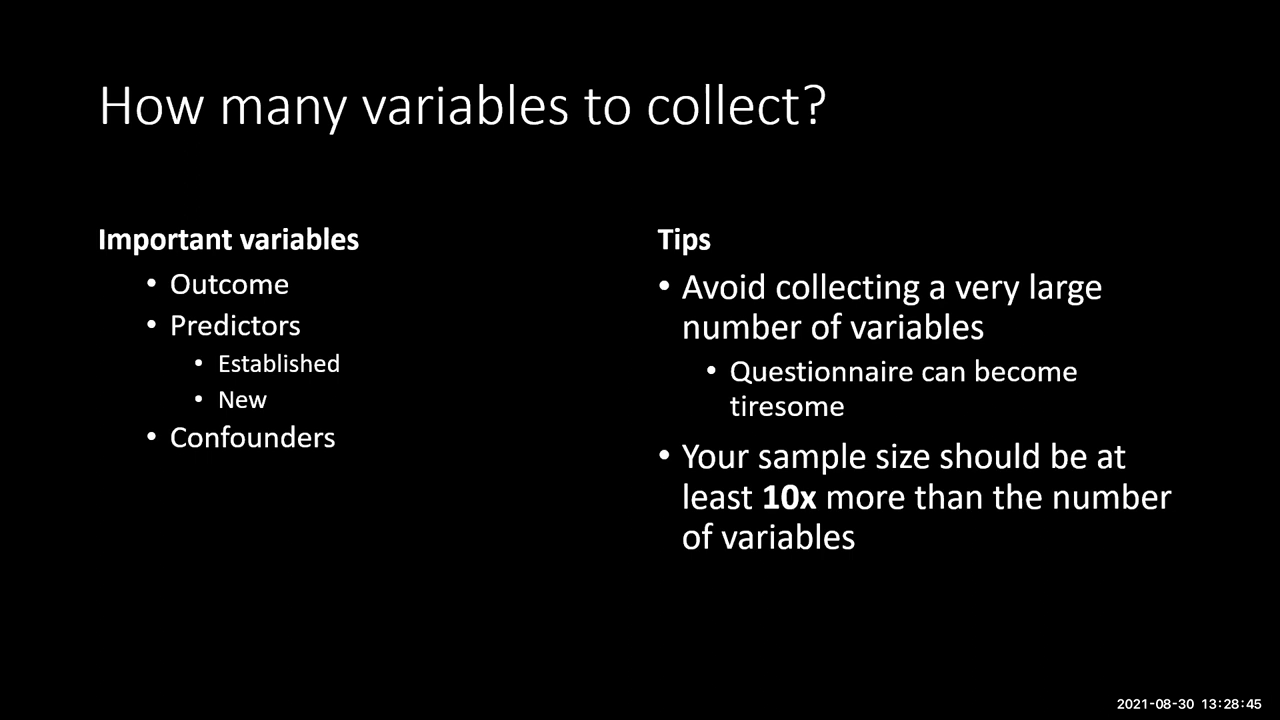 How many variables to collect?
Important variables
• Outcome
• Predictors
• Established
• New
• Confounders
Tips
• Avoid collecting a very large
number of variables
• Questionnaire can become
tiresome
• Your sample size should be at
least 10x more than the number
of variables
2021-08-30 13:28:45